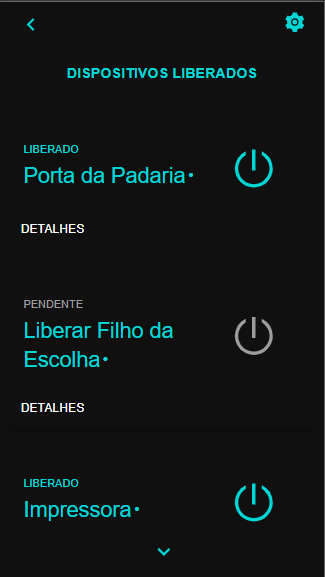 DISPOSITIVOS LIBERADOS
LIBERADO
Porta da Padaria•
DETALHES
PENDENTE
Liberar Filho da
Escolha•
DETALHES
LIBERADO
Impressora•